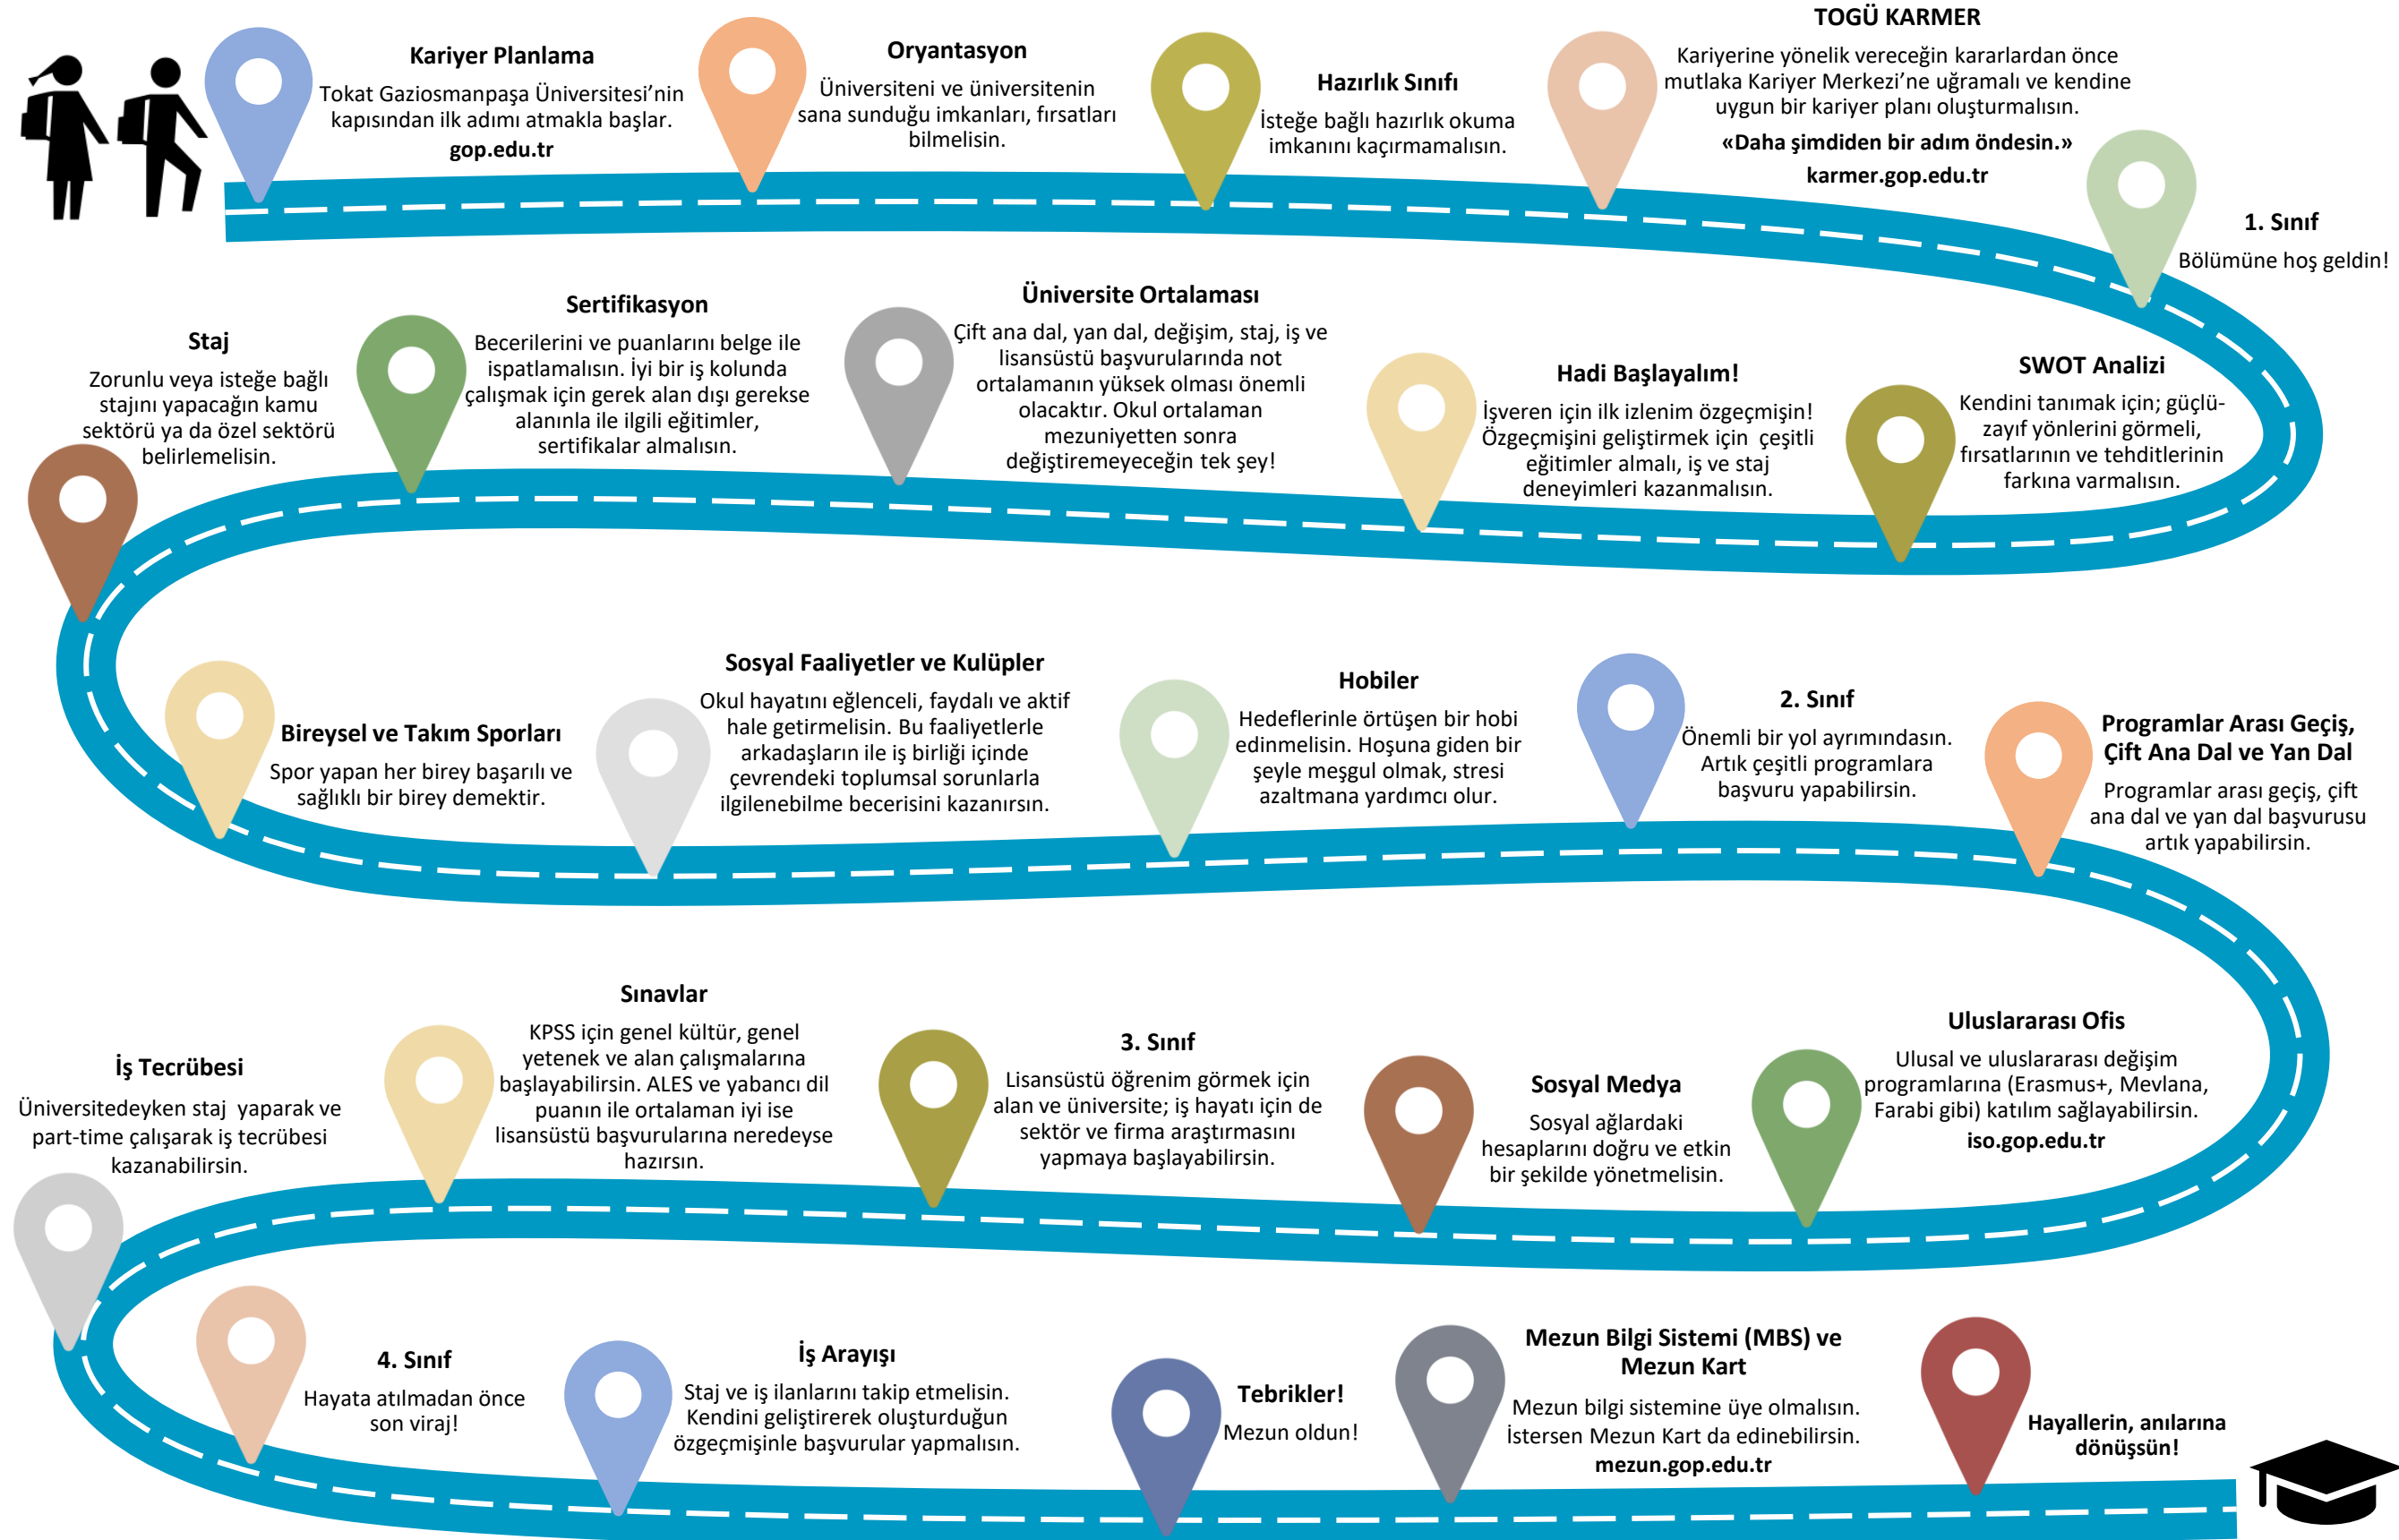 Kariyer Planlama
Tokat Gaziosmanpaşa Üniversitesi’nin
kapısından ilk adımı atmakla başlar.
gop.edu.tr
Oryantasyon
Üniversiteni ve üniversitenin
sana sunduğu imkanları, fırsatları
bilmelisin.
Hazırlık Sınıfı
İsteğe bağlı hazırlık okuma
imkanını kaçırmamalısın.
TOGÜ KARMER
Kariyerine yönelik vereceğin kararlardan önce
mutlaka Kariyer Merkezi’ne uğramalı ve kendine
uygun bir kariyer planı oluşturmalısın.
«Daha şimdiden bir adım öndesin.»
karmer.gop.edu.tr
1. Sınıf
Bölümüne hoş geldin!
SWOT Analizi
Kendini tanımak için; güçlü-
zayıf yönlerini görmeli,
fırsatlarının ve tehditlerinin
farkına varmalısın.
Hadi Başlayalım!
İşveren için ilk izlenim özgeçmişin!
Özgeçmişini geliştirmek için çeşitli
eğitimler almalı, iş ve staj
deneyimleri kazanmalısın.
Üniversite Ortalaması
Çift ana dal, yan dal, değişim, staj, iş ve
lisansüstü başvurularında not
ortalamanın yüksek olması önemli
olacaktır. Okul ortalaman
mezuniyetten sonra
değiştiremeyeceğin tek şey!
Sertifikasyon
Becerilerini ve puanlarını belge ile
ispatlamalısın. İyi bir iş kolunda
çalışmak için gerek alan dışı gerekse
alanınla ile ilgili eğitimler,
sertifikalar almalısın.
Staj
Zorunlu veya isteğe bağlı
stajını yapacağın kamu
sektörü ya da özel sektörü
belirlemelisin.
Bireysel ve Takım Sporları
Spor yapan her birey başarılı ve
sağlıklı bir birey demektir.
Sosyal Faaliyetler ve Kulüpler
Okul hayatını eğlenceli, faydalı ve aktif
hale getirmelisin. Bu faaliyetlerle
arkadaşların ile iş birliği içinde
çevrendeki toplumsal sorunlarla
ilgilenebilme becerisini kazanırsın.
Hobiler
Hedeflerinle örtüşen bir hobi
edinmelisin. Hoşuna giden bir
şeyle meşgul olmak, stresi
azaltmana yardımcı olur.
2. Sınıf
Önemli bir yol ayrımındasın.
Artık çeşitli programlara
başvuru yapabilirsin.
Programlar Arası Geçiş,
Çift Ana Dal ve Yan Dal
Programlar arası geçiş, çift
ana dal ve yan dal başvurusu
artık yapabilirsin.
Uluslararası Ofis
Ulusal ve uluslararası değişim
programlarına (Erasmus+, Mevlana,
Farabi gibi) katılım sağlayabilirsin.
iso.gop.edu.tr
Sosyal Medya
Sosyal ağlardaki
hesaplarını doğru ve etkin
bir şekilde yönetmelisin.
3. Sınıf
Lisansüstü öğrenim görmek için
alan ve üniversite; iş hayatı için de
sektör ve firma araştırmasını
yapmaya başlayabilirsin.
Sınavlar
KPSS için genel kültür, genel
yetenek ve alan çalışmalarına
başlayabilirsin. ALES ve yabancı dil
puanın ile ortalaman iyi ise
lisansüstü başvurularına neredeyse
hazırsın.
İş Tecrübesi
Üniversitedeyken staj yaparak ve
part-time çalışarak iş tecrübesi
kazanabilirsin.
4. Sınıf
Hayata atılmadan önce
son viraj!
İş Arayışı
Staj ve iş ilanlarını takip etmelisin.
Kendini geliştirerek oluşturduğun
özgeçmişinle başvurular yapmalısın.
Tebrikler!
Mezun oldun!
Mezun Bilgi Sistemi (MBS) ve
Mezun Kart
Mezun bilgi sistemine üye olmalısın.
İstersen Mezun Kart da edinebilirsin.
mezun.gop.edu.tr
Hayallerin, anılarına
dönüşsün!